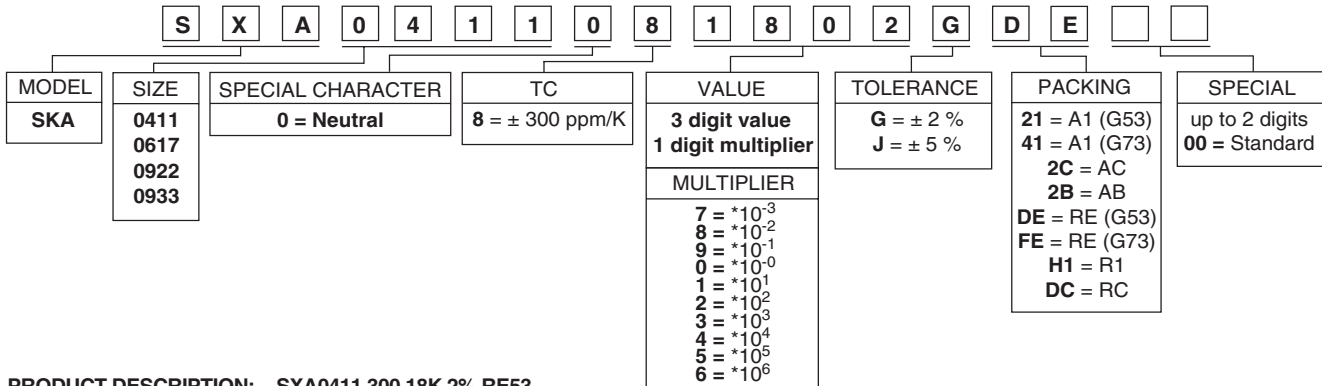 S X A 0 4 1 1 0 8 1 8 0 2 G D E
MODEL
SKA
SIZE
0411
0617
0922
0933
SPECIAL CHARACTER
0 = Neutral
TC
8 = ± 300 ppm/K
VALUE
3 digit value
1 digit multiplier
MULTIPLIER
7 = *10-3
8 = *10-2
9 = *10-1
0 = *10-0
1 = *101
2 = *102
3 = *103
4 = *104
5 = *105
6 = *106
TOLERANCE
G = ± 2 %
J = ± 5 %
PACKING
21 = A1 (G53)
41 = A1 (G73)
2C = AC
2B = AB
DE = RE (G53)
FE = RE (G73)
H1 = R1
DC = RC
SPECIAL
up to 2 digits
00 = Standard
PRODUCT DESCRIPTION: SXA0411 300 18K 2% RE53